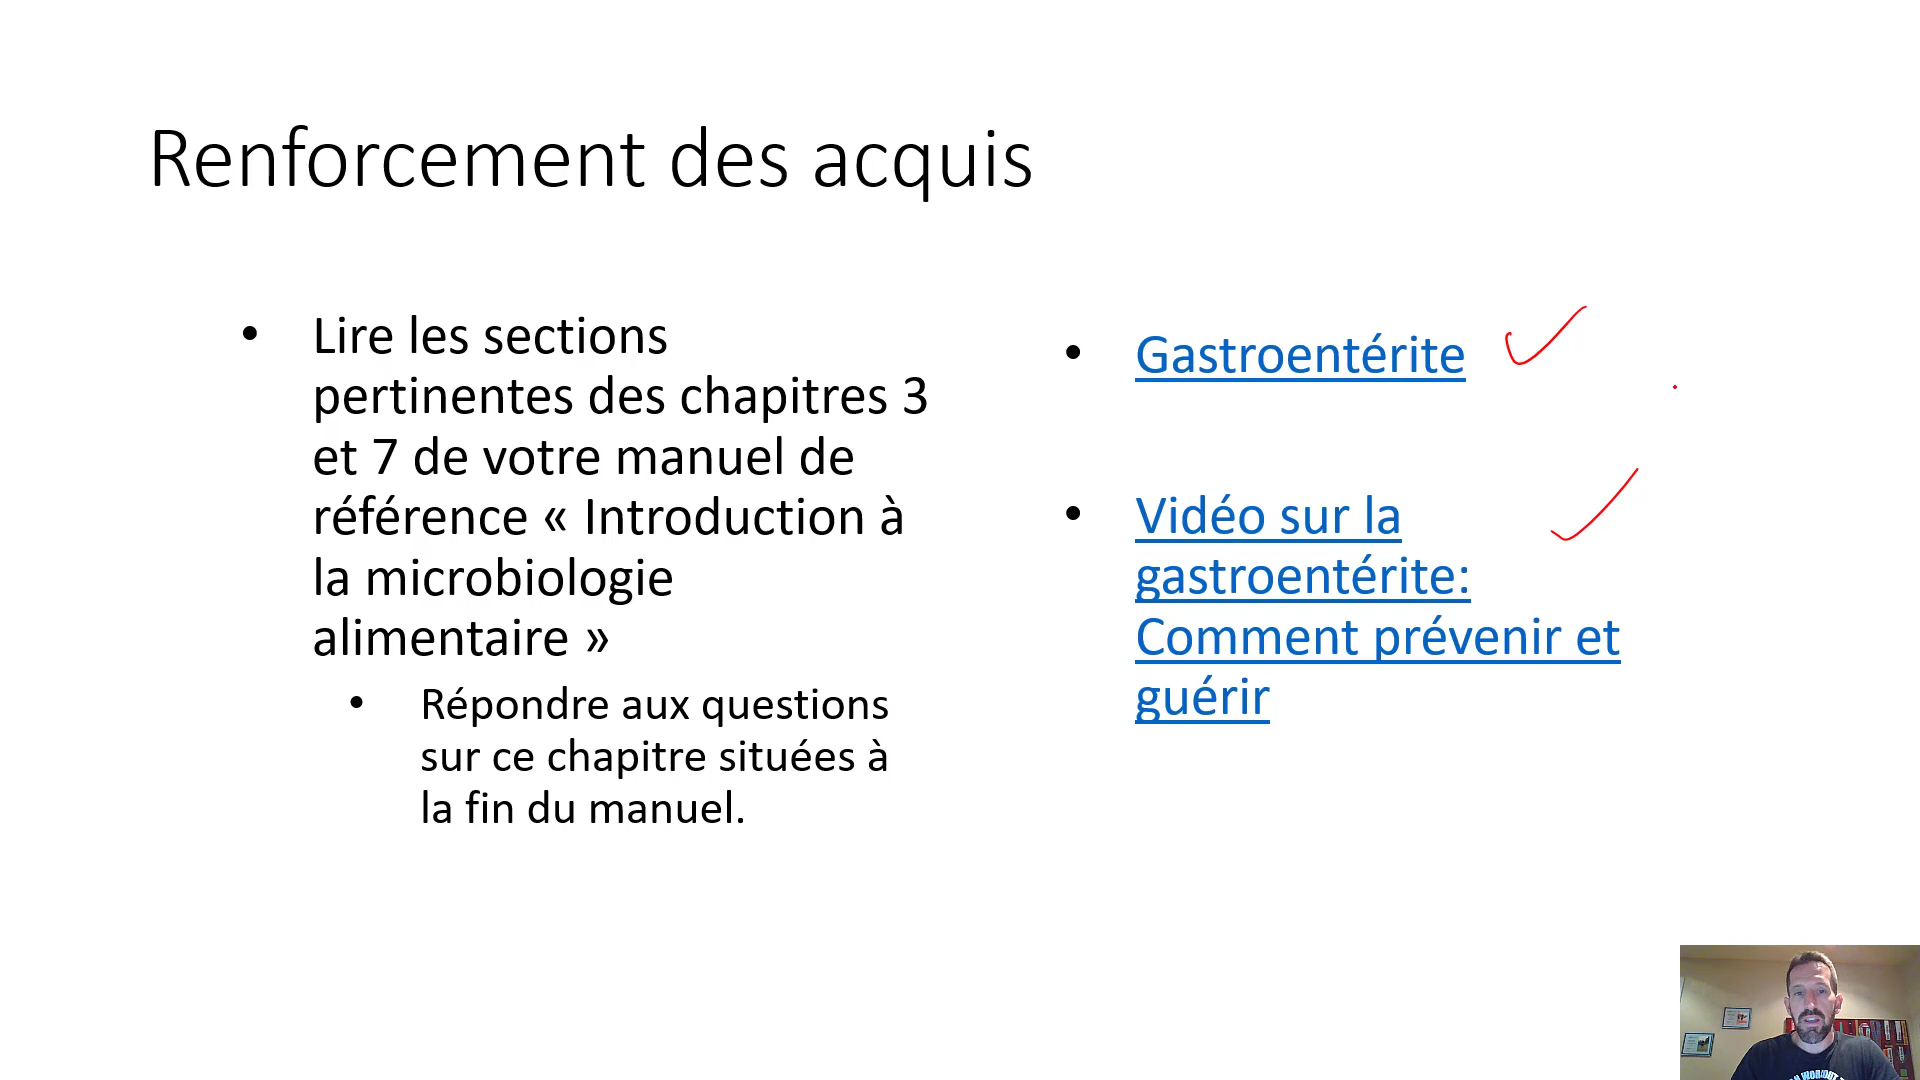 Renforcement des acquis
• Lire les sections
pertinentes des chapitres 3
et 7 de votre manuel de
référence « Introduction à
la microbiologie
alimentaire »
• Répondre aux questions
sur ce chapitre situées à
la fin du manuel.
• Gastroentérite
• Vidéo sur la
gastroentérite:
Comment prévenir et
guérir